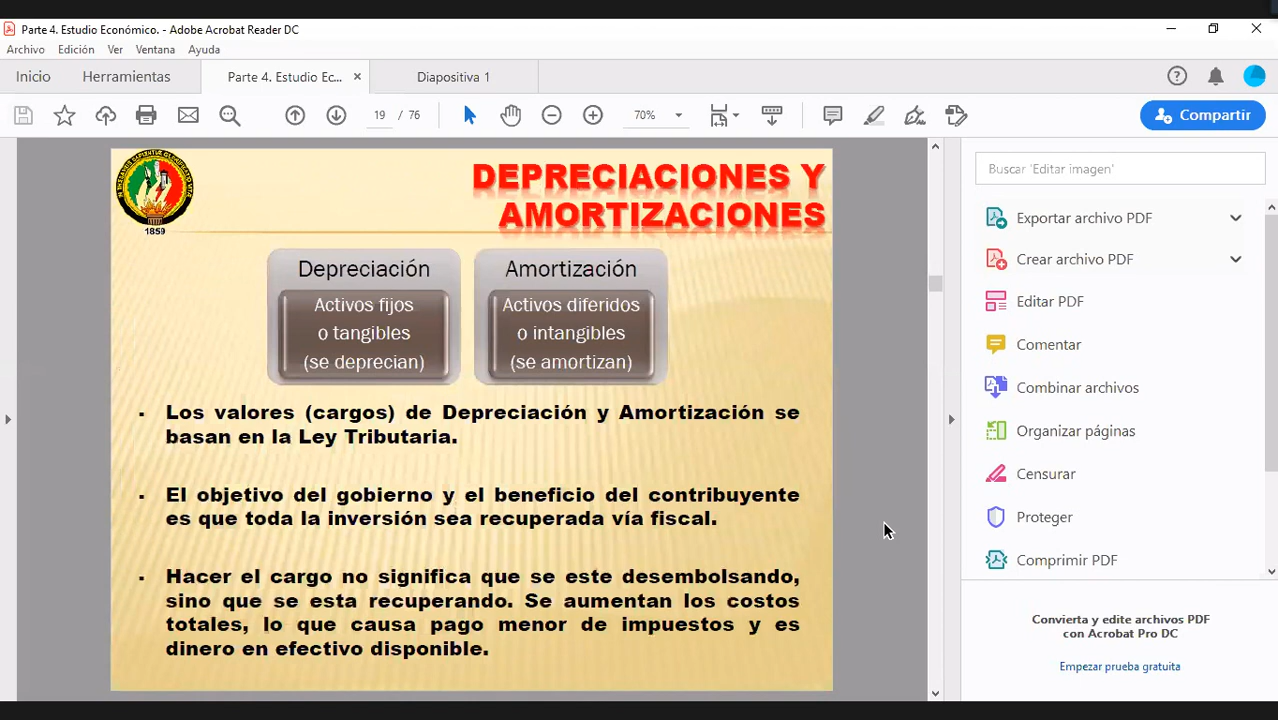 Parte 4. Estudio Económico. - Adobe Acrobat Reader DC
Archivo Edición Ver Ventana Ayuda
Inicio Herramientas Parte 4. Estudio Ec... × Diapositiva 1
19 / 76 70% Compartir
DEPRECIACIONES Y
AMORTIZACIONES
1859
Depreciación
Activos fijos
o tangibles
(se deprecian)
Amortización
Activos diferidos
o intangibles
(se amortizan)
▪ Los valores (cargos) de Depreciación y Amortización se
basan en la Ley Tributaria.
▪ El objetivo del gobierno y el beneficio del contribuyente
es que toda la inversión sea recuperada vía fiscal.
▪ Hacer el cargo no significa que se este desembolsando,
sino que se esta recuperando. Se aumentan los costos
totales, lo que causa pago menor de impuestos y es
dinero en efectivo disponible.
Buscar 'Editar imagen'
Exportar archivo PDF
Crear archivo PDF
Editar PDF
Comentar
Combinar archivos
Organizar páginas
Censurar
Proteger
Comprimir PDF
Convierta y edite archivos PDF
con Acrobat Pro DC
Empezar prueba gratuita